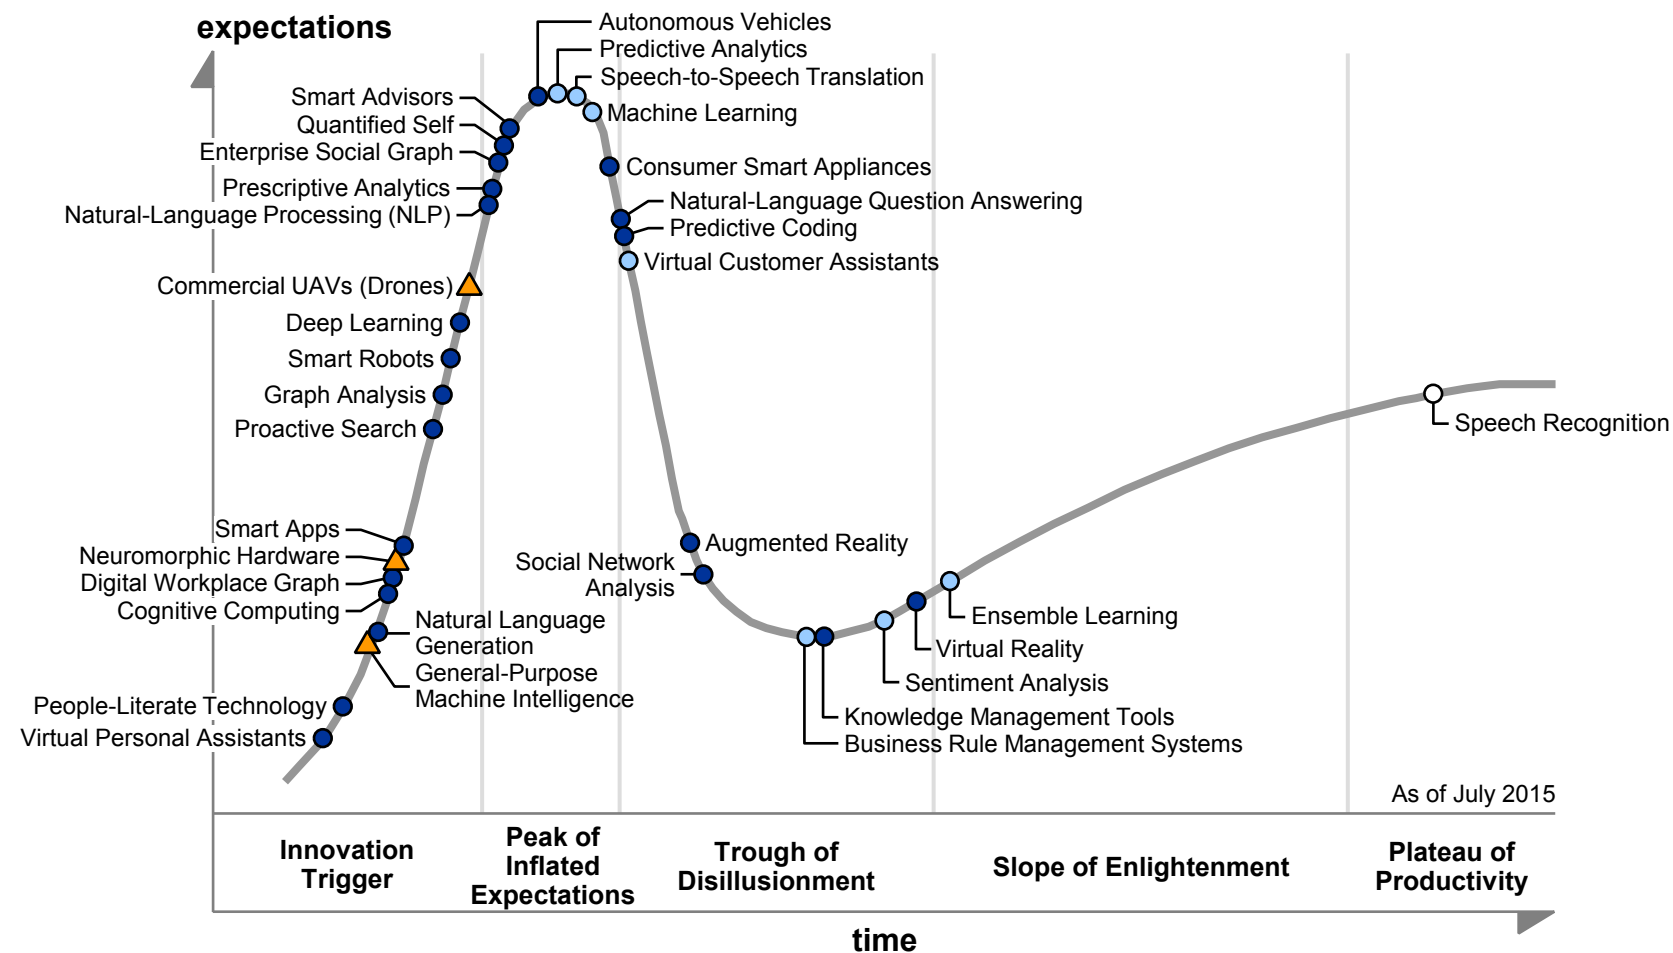 expectations
Autonomous Vehicles
Predictive Analytics
Speech-to-Speech Translation
Machine Learning
Smart Advisors
Quantified Self
Enterprise Social Graph
Prescriptive Analytics
Natural-Language Processing (NLP)
Consumer Smart Appliances
Natural-Language Question Answering
Predictive Coding
Virtual Customer Assistants
Commercial UAVs (Drones)
Deep Learning
Smart Robots
Graph Analysis
Proactive Search
Speech Recognition
Smart Apps
Neuromorphic Hardware
Digital Workplace Graph
Cognitive Computing
Natural Language
Generation
General-Purpose
Machine Intelligence
People-Literate Technology
Virtual Personal Assistants
Augmented Reality
Social Network
Analysis
Ensemble Learning
Virtual Reality
Sentiment Analysis
Knowledge Management Tools
Business Rule Management Systems
As of July 2015
Innovation
Trigger
Peak of
Inflated
Expectations
Trough of
Disillusionment
Slope of Enlightenment
Plateau of
Productivity
time